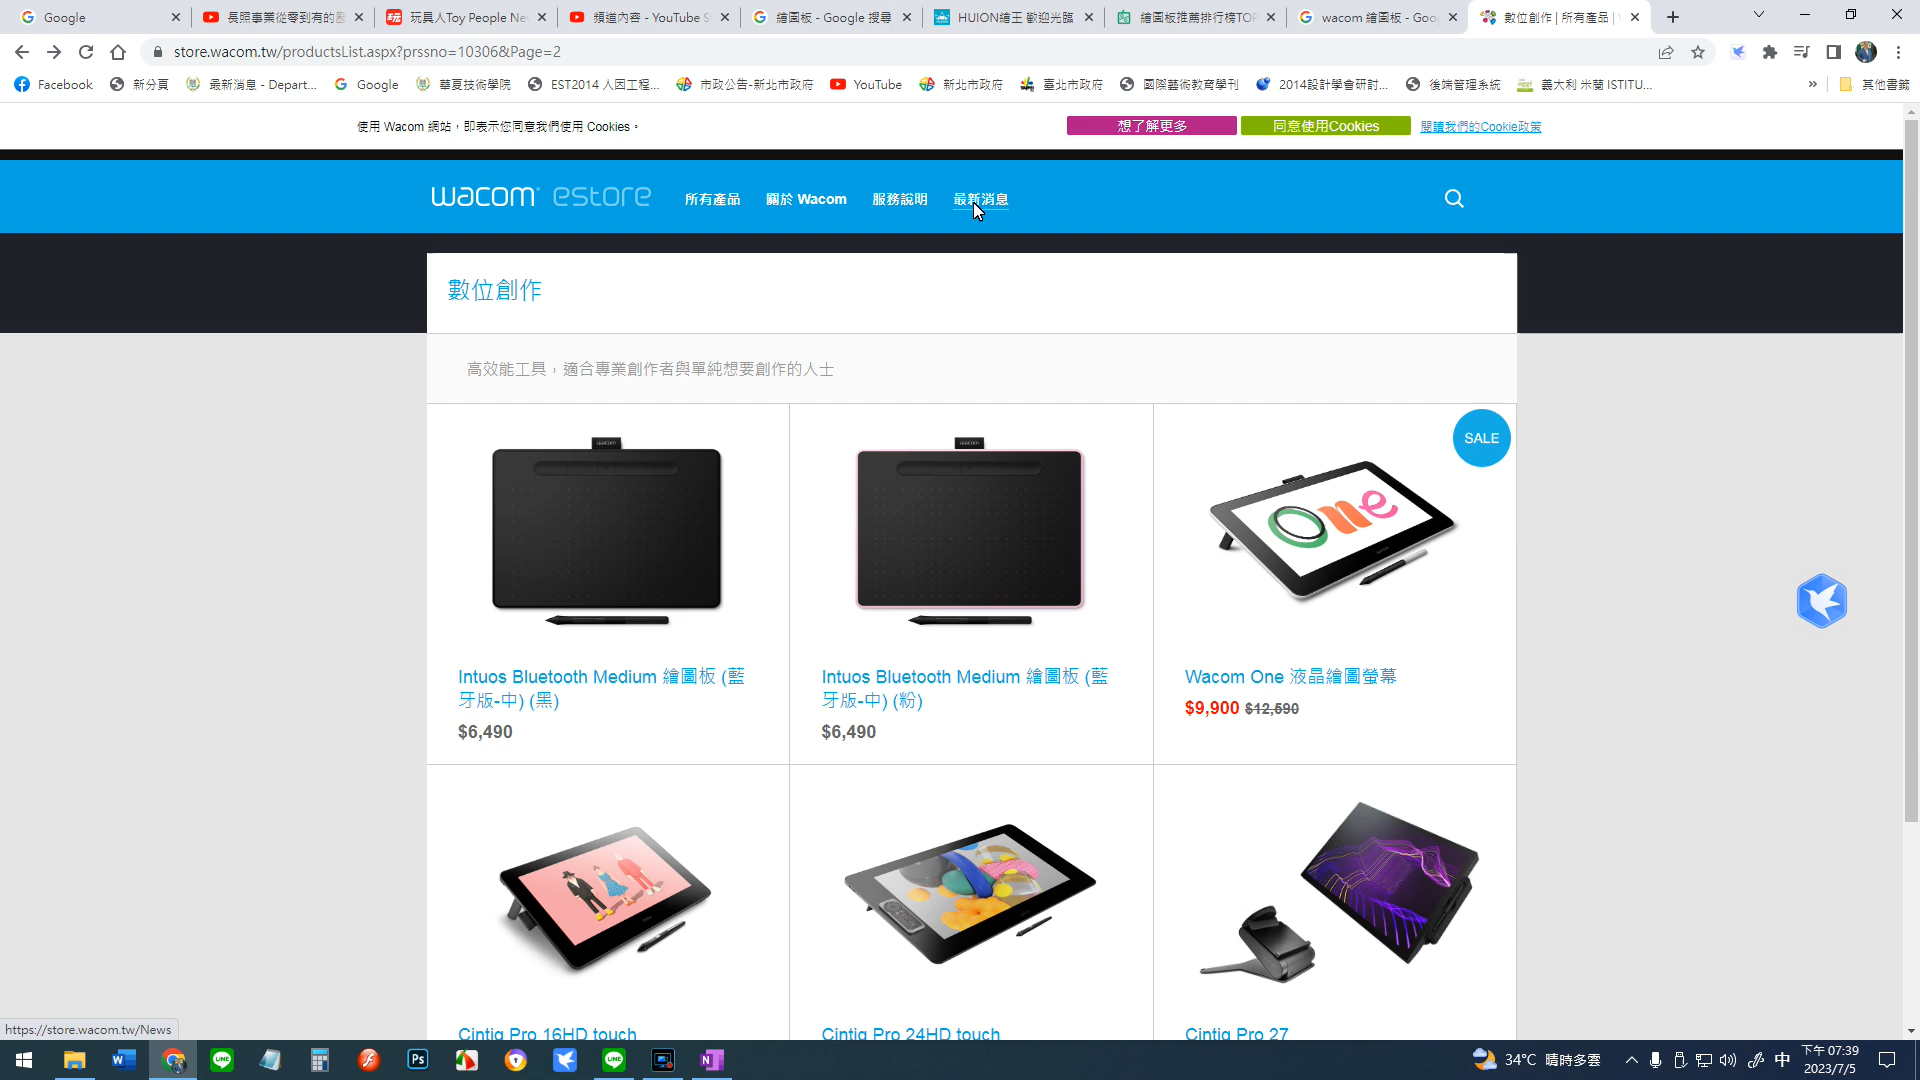 Google
長照事業從零到有的歷
玩具人Toy People Ne
頻道內容 - YouTube S
繪圖板 - Google 搜尋
HUION繪王 歡迎光臨
繪圖板推薦排行榜TOP
wacom 繪圖板 - Goo
數位創作 | 所有產品 |
store.wacom.tw/productsList.aspx?prssno=10306&Page=2
Facebook
新分頁
最新消息 - Depart...
Google
華夏技術學院
EST2014 人因工程...
市政公告-新北市政府
YouTube
新北市政府
臺北市政府
國際藝術教育學刊
2014設計學會研討...
後端管理系統
義大利 米蘭 ISTITU...
»
其他書籤
使用 Wacom 網站，即表示您同意我們使用 Cookies。
想了解更多
同意使用Cookies
閱讀我們的Cookie政策
wacom estore
所有產品
關於 Wacom
服務說明
最新消息
數位創作
高效能工具，適合專業創作者與單純想要創作的人士
wacom
wacom
One
SALE
Intuos Bluetooth Medium 繪圖板 (藍
牙版-中) (黑)
$6,490
Intuos Bluetooth Medium 繪圖板 (藍
牙版-中) (粉)
$6,490
Wacom One 液晶繪圖螢幕
$9,900 $12,590
Cintiq Pro 16HD touch
Cintiq Pro 24HD touch
Cintiq Pro 27
https://store.wacom.tw/News
34°C 晴時多雲
中
下午 07:39
2023/7/5